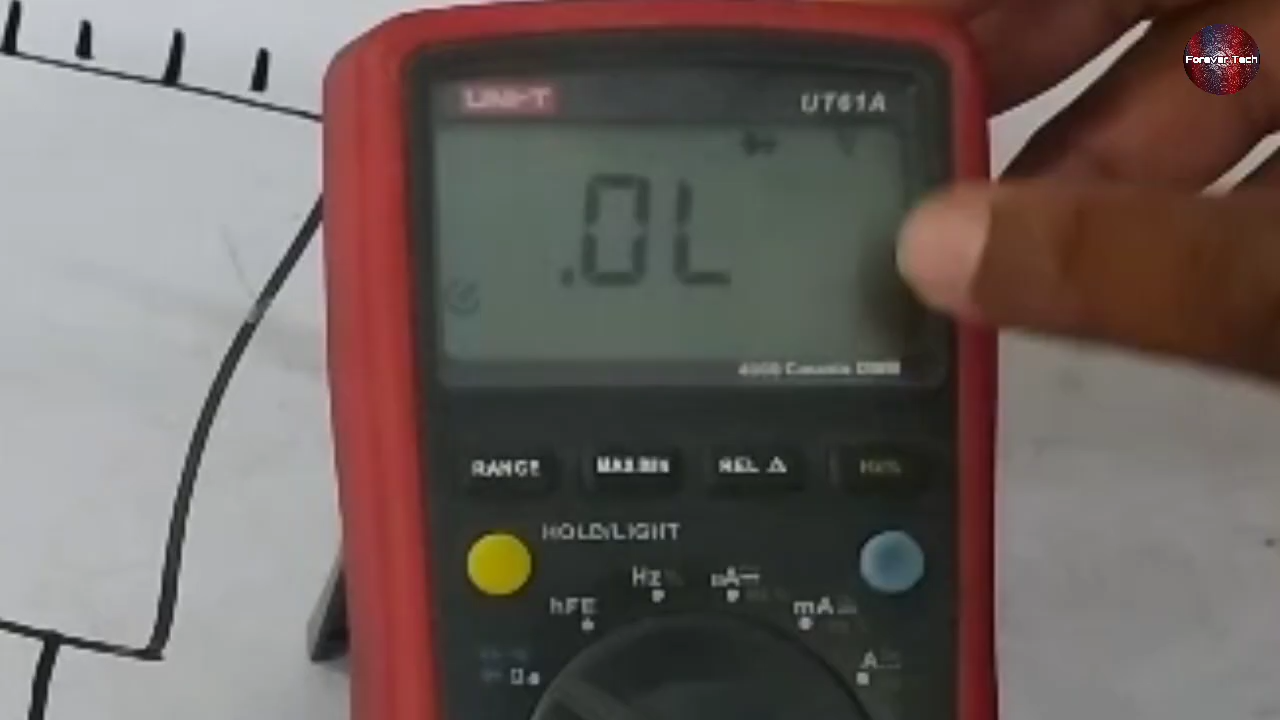 Forever Tech
UNI-T
UT61A
.0L
RANGE
MAX MIN
REL Δ
HOLD/LIGHT
Hz
hFE
mA
A